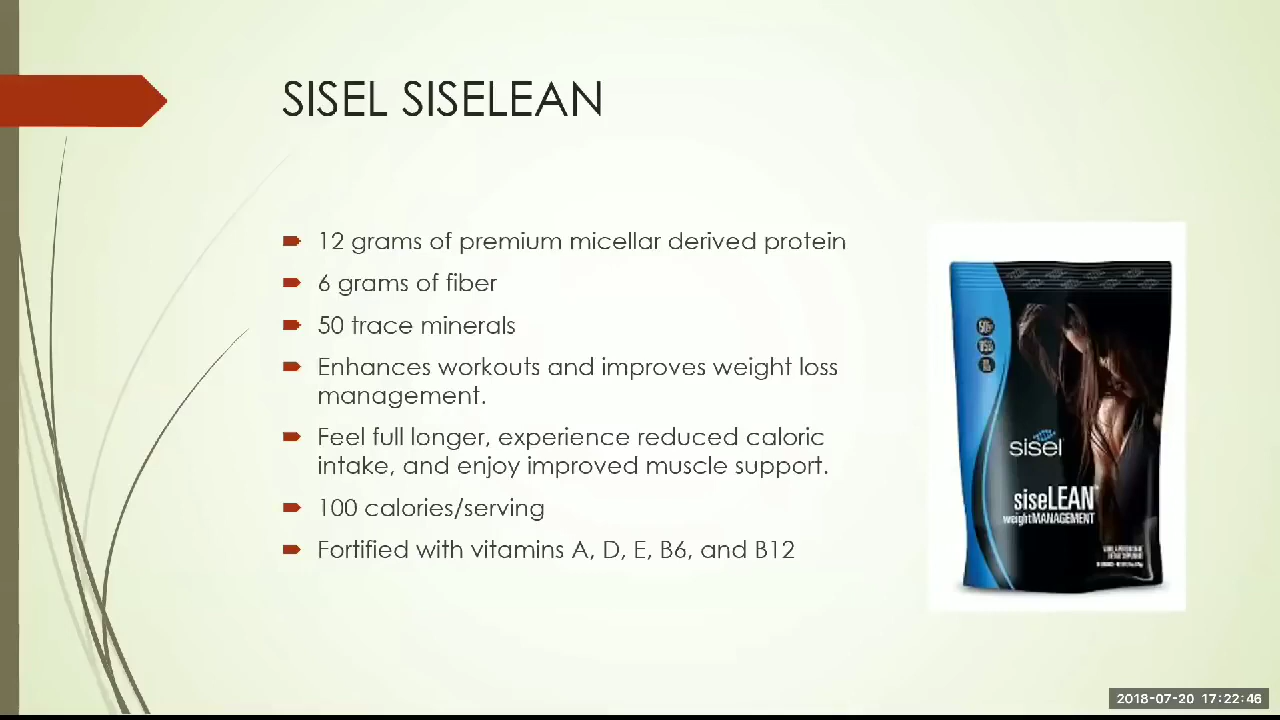 SISEL SISELEAN
12 grams of premium micellar derived protein
6 grams of fiber
50 trace minerals
Enhances workouts and improves weight loss
management.
Feel full longer, experience reduced caloric
intake, and enjoy improved muscle support.
100 calories/serving
Fortified with vitamins A, D, E, B6, and B12
sisel
siseLEAN
weightMANAGEMENT
2018-07-20 17:22:46